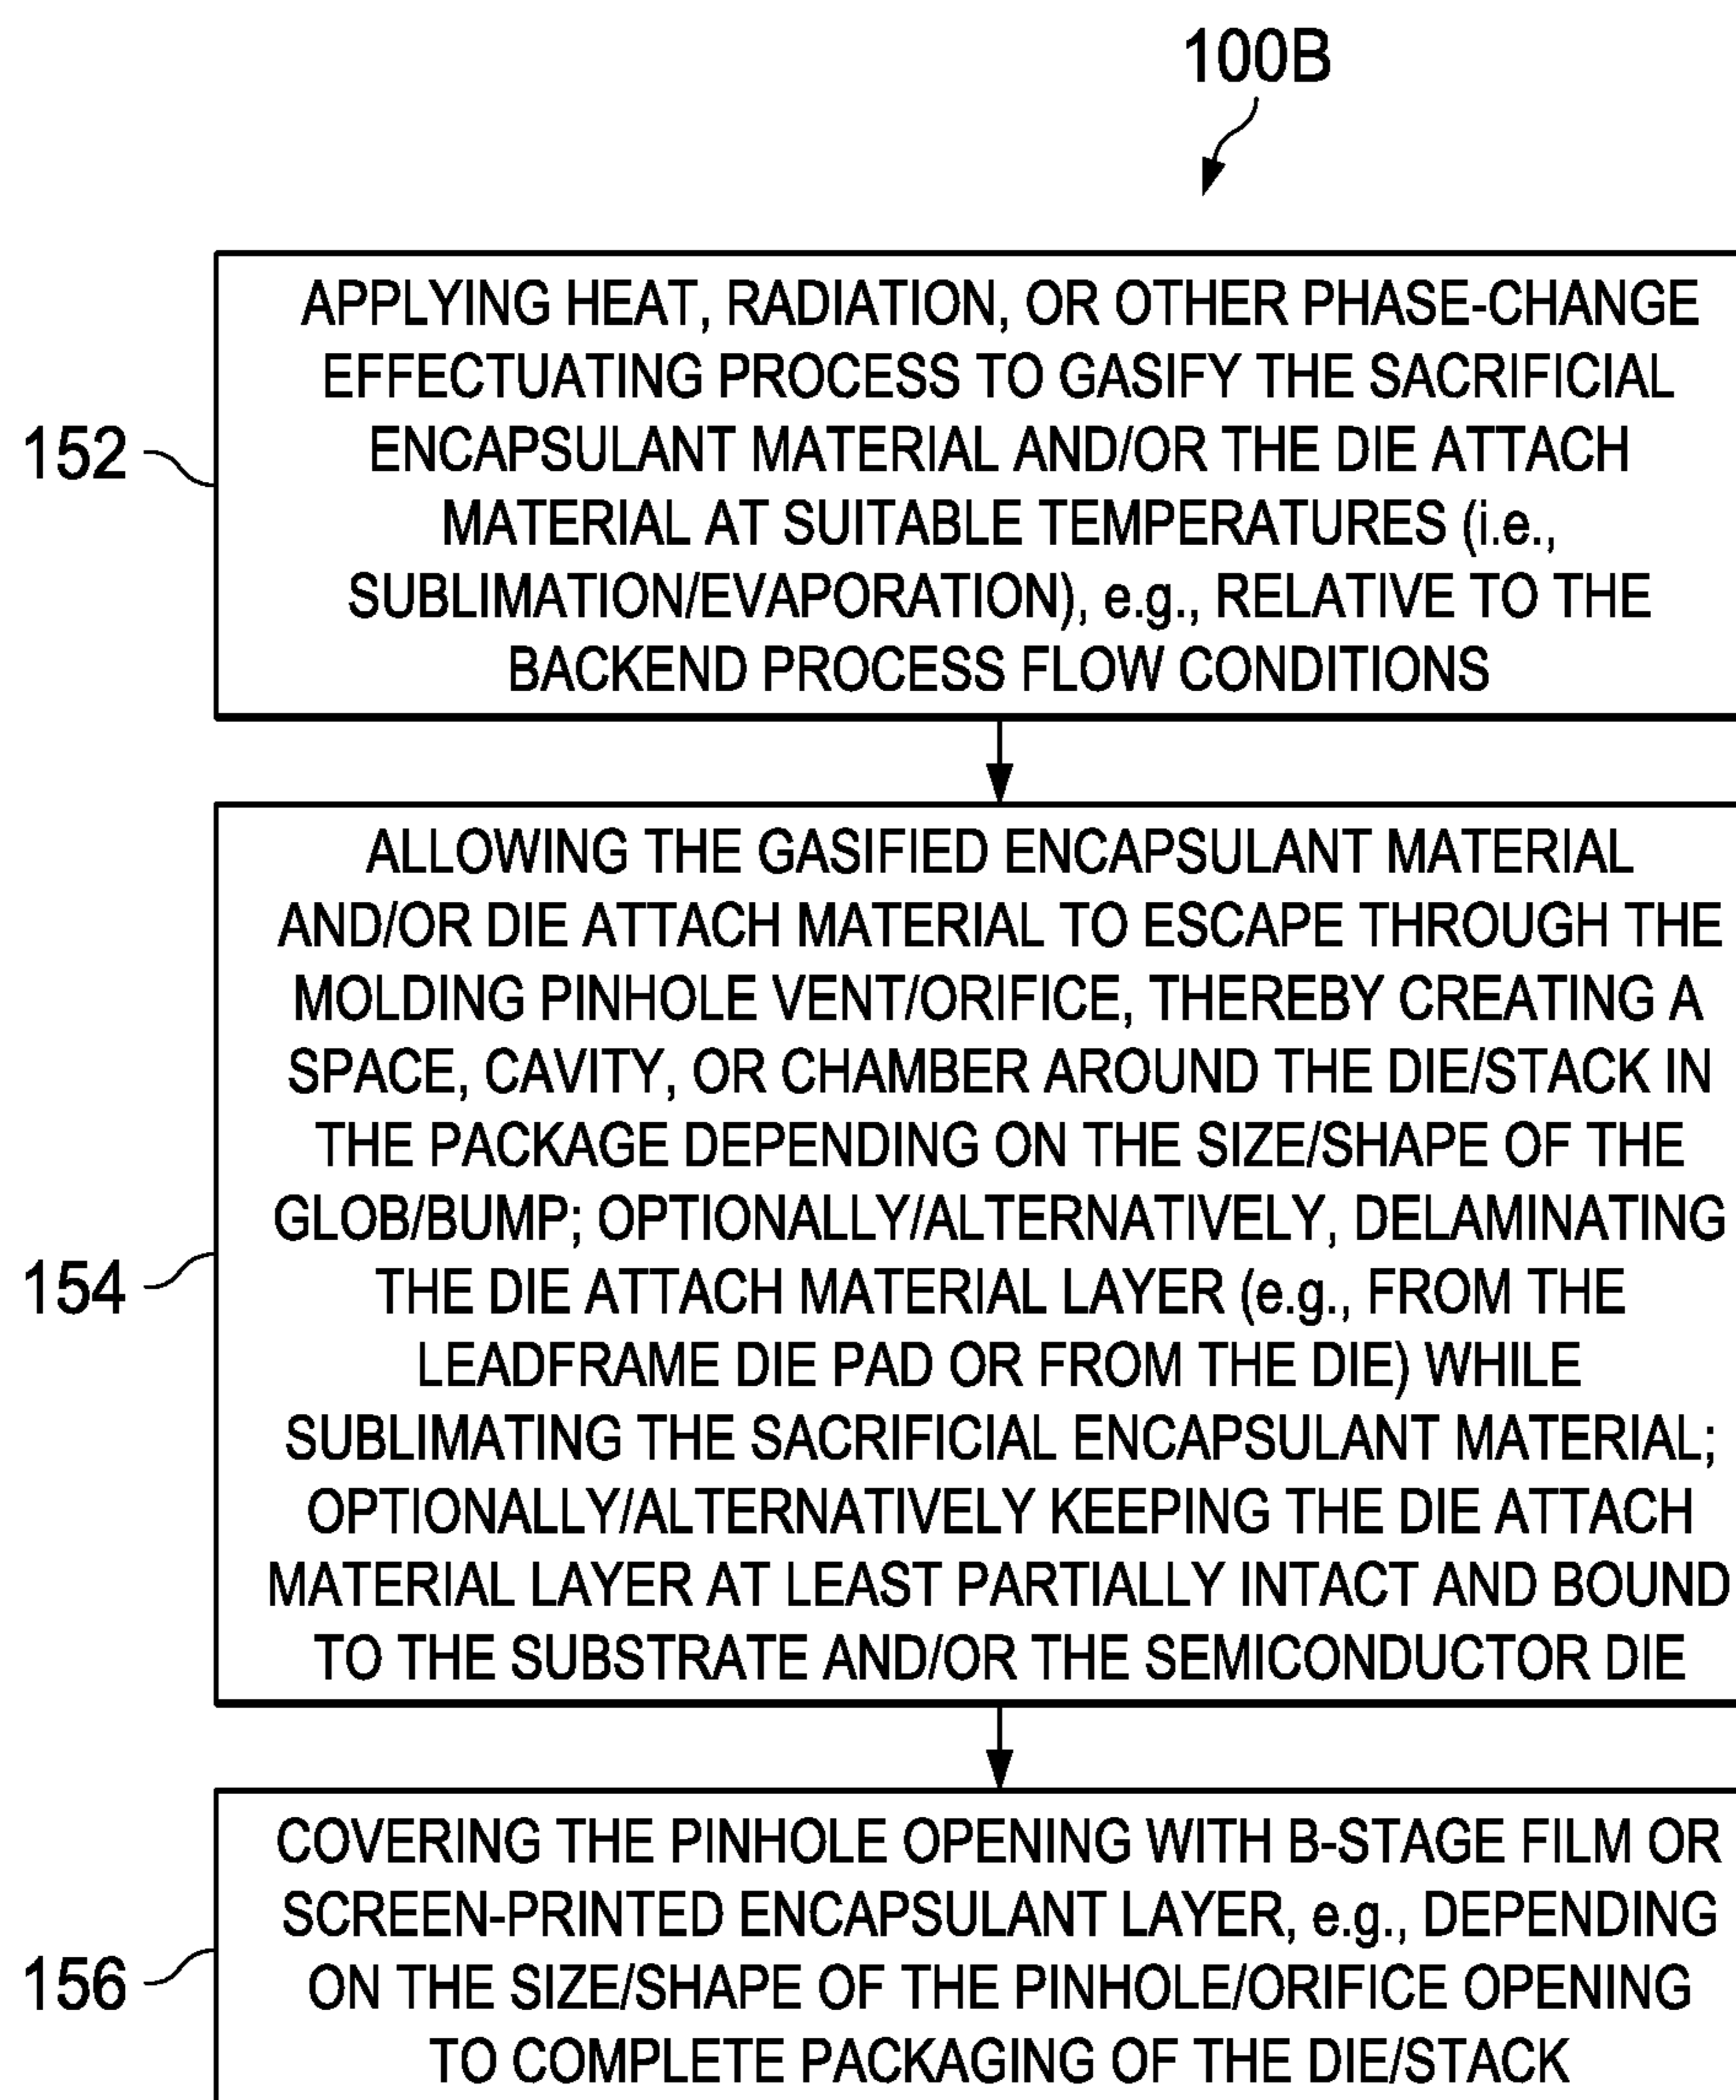 100B
APPLYING HEAT, RADIATION, OR OTHER PHASE-CHANGE
EFFECTUATING PROCESS TO GASIFY THE SACRIFICIAL
ENCAPSULANT MATERIAL AND/OR THE DIE ATTACH
MATERIAL AT SUITABLE TEMPERATURES (i.e.,
SUBLIMATION/EVAPORATION), e.g., RELATIVE TO THE
BACKEND PROCESS FLOW CONDITIONS
152
ALLOWING THE GASIFIED ENCAPSULANT MATERIAL
AND/OR DIE ATTACH MATERIAL TO ESCAPE THROUGH THE
MOLDING PINHOLE VENT/ORIFICE, THEREBY CREATING A
SPACE, CAVITY, OR CHAMBER AROUND THE DIE/STACK IN
THE PACKAGE DEPENDING ON THE SIZE/SHAPE OF THE
GLOB/BUMP; OPTIONALLY/ALTERNATIVELY, DELAMINATING
THE DIE ATTACH MATERIAL LAYER (e.g., FROM THE
LEADFRAME DIE PAD OR FROM THE DIE) WHILE
SUBLIMATING THE SACRIFICIAL ENCAPSULANT MATERIAL;
OPTIONALLY/ALTERNATIVELY KEEPING THE DIE ATTACH
MATERIAL LAYER AT LEAST PARTIALLY INTACT AND BOUND
TO THE SUBSTRATE AND/OR THE SEMICONDUCTOR DIE
154
COVERING THE PINHOLE OPENING WITH B-STAGE FILM OR
SCREEN-PRINTED ENCAPSULANT LAYER, e.g., DEPENDING
ON THE SIZE/SHAPE OF THE PINHOLE/ORIFICE OPENING
TO COMPLETE PACKAGING OF THE DIE/STACK
156